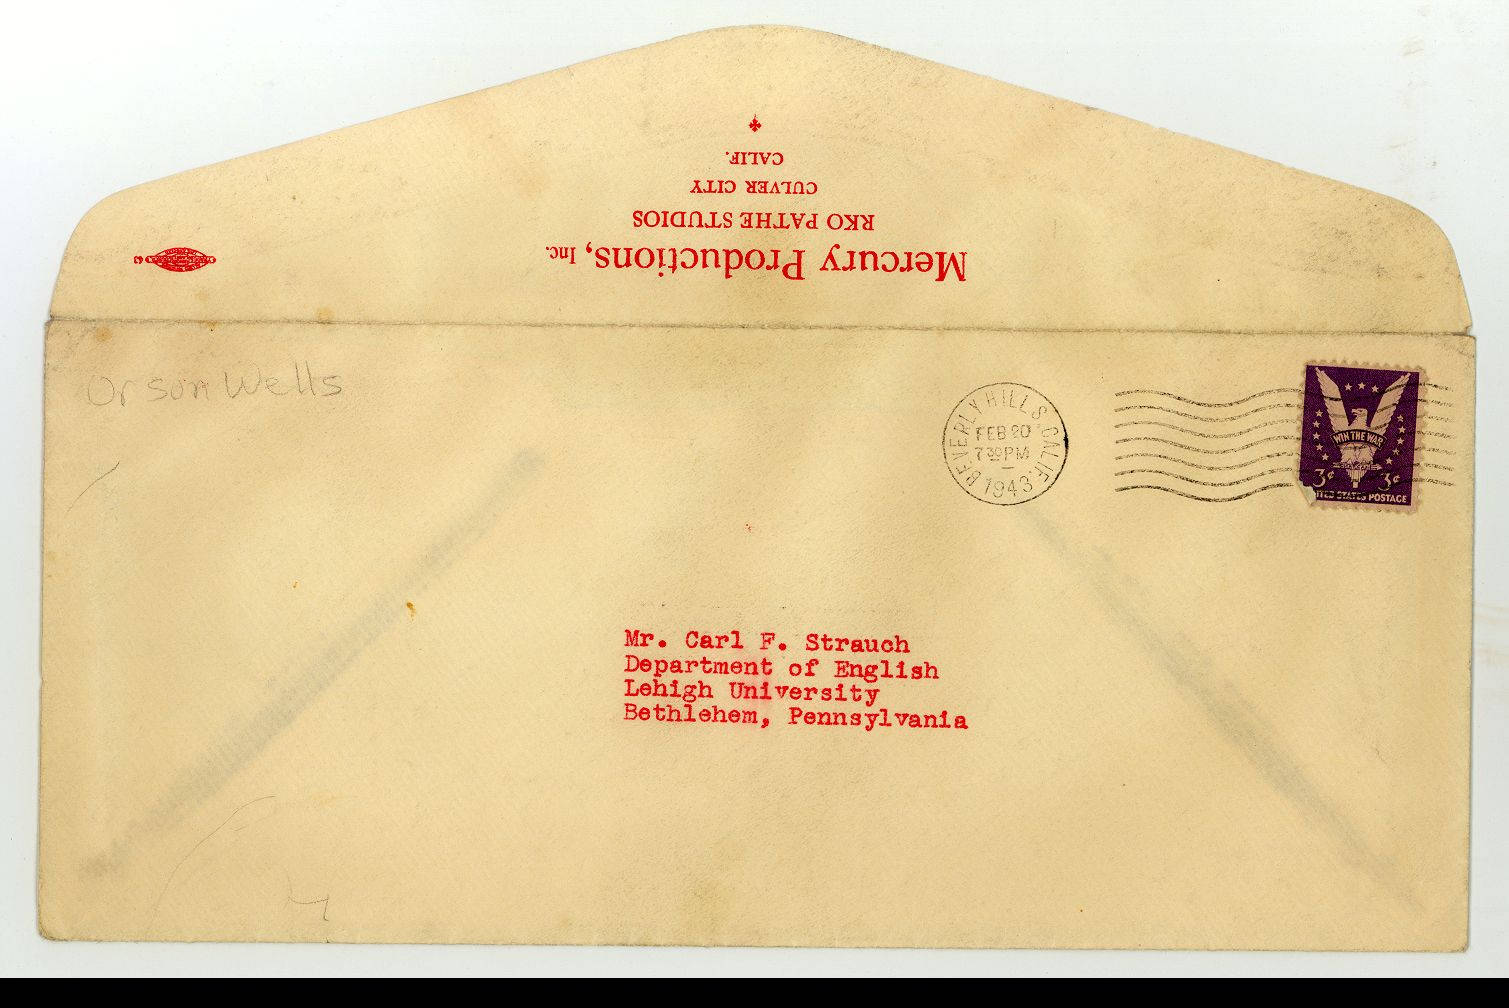 CALIF.
CULVER CITY
RKO PATHE STUDIOS
Mercury Productions, Inc.
Orson Wells
BEVERLY HILLS, CALIF.
FEB 20
7 30 PM
1943
WIN THE WAR
3¢ 3¢
ITED STATES POSTAGE
Mr. Carl F. Strauch
Department of English
Lehigh University
Bethlehem, Pennsylvania